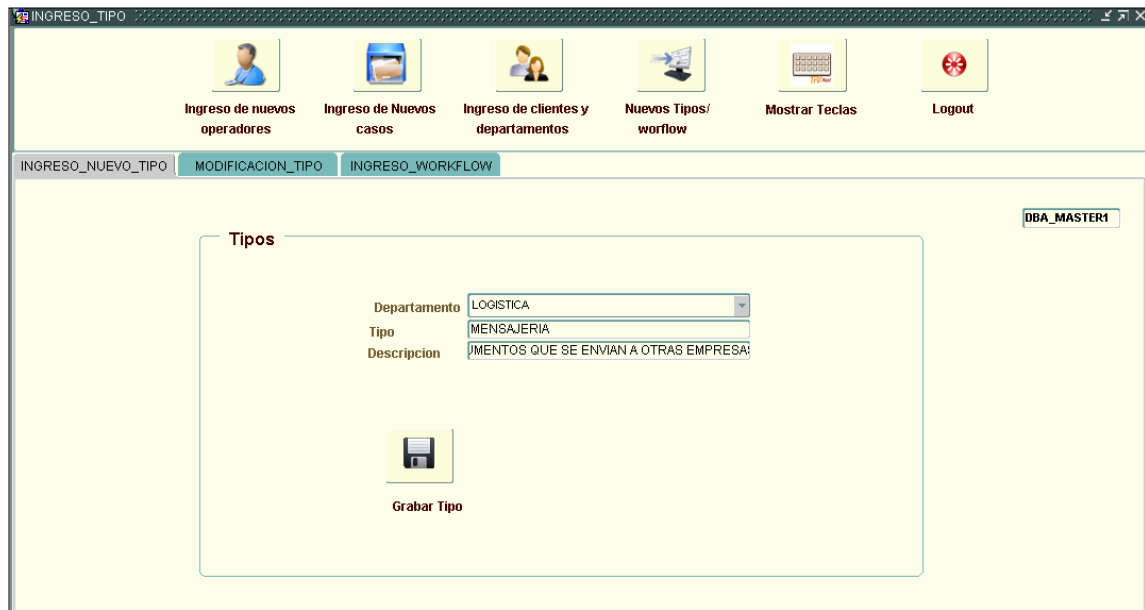 INGRESO_TIPO
Ingreso de nuevos operadores
Ingreso de Nuevos casos
Ingreso de clientes y departamentos
Nuevos Tipos/ worflow
Mostrar Teclas
Logout
INGRESO_NUEVO_TIPO
MODIFICACION_TIPO
INGRESO_WORKFLOW
DBA_MASTER1
Tipos
Departamento LOGISTICA
Tipo MENSAJERIA
Descripcion UMENTOS QUE SE ENVIAN A OTRAS EMPRESAS
Grabar Tipo